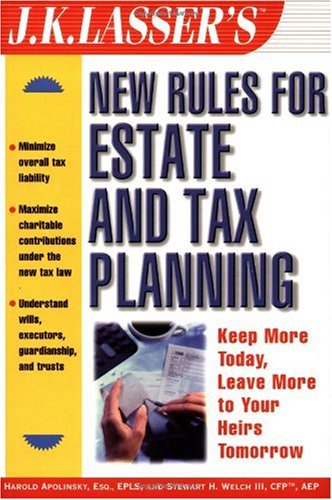 J.K.LASSER'S™
NEW RULES FOR
ESTATE
AND TAX
PLANNING
• Minimize
overall tax
liability
• Maximize
charitable
contributions
under the
new tax law
• Understand
wills,
executors,
guardianship,
and trusts
Keep More
Today,
Leave More
to Your
Heirs
Tomorrow
HAROLD APOLINSKY, ESQ., EPLS, AND STEWART H. WELCH III, CFP™, AEP